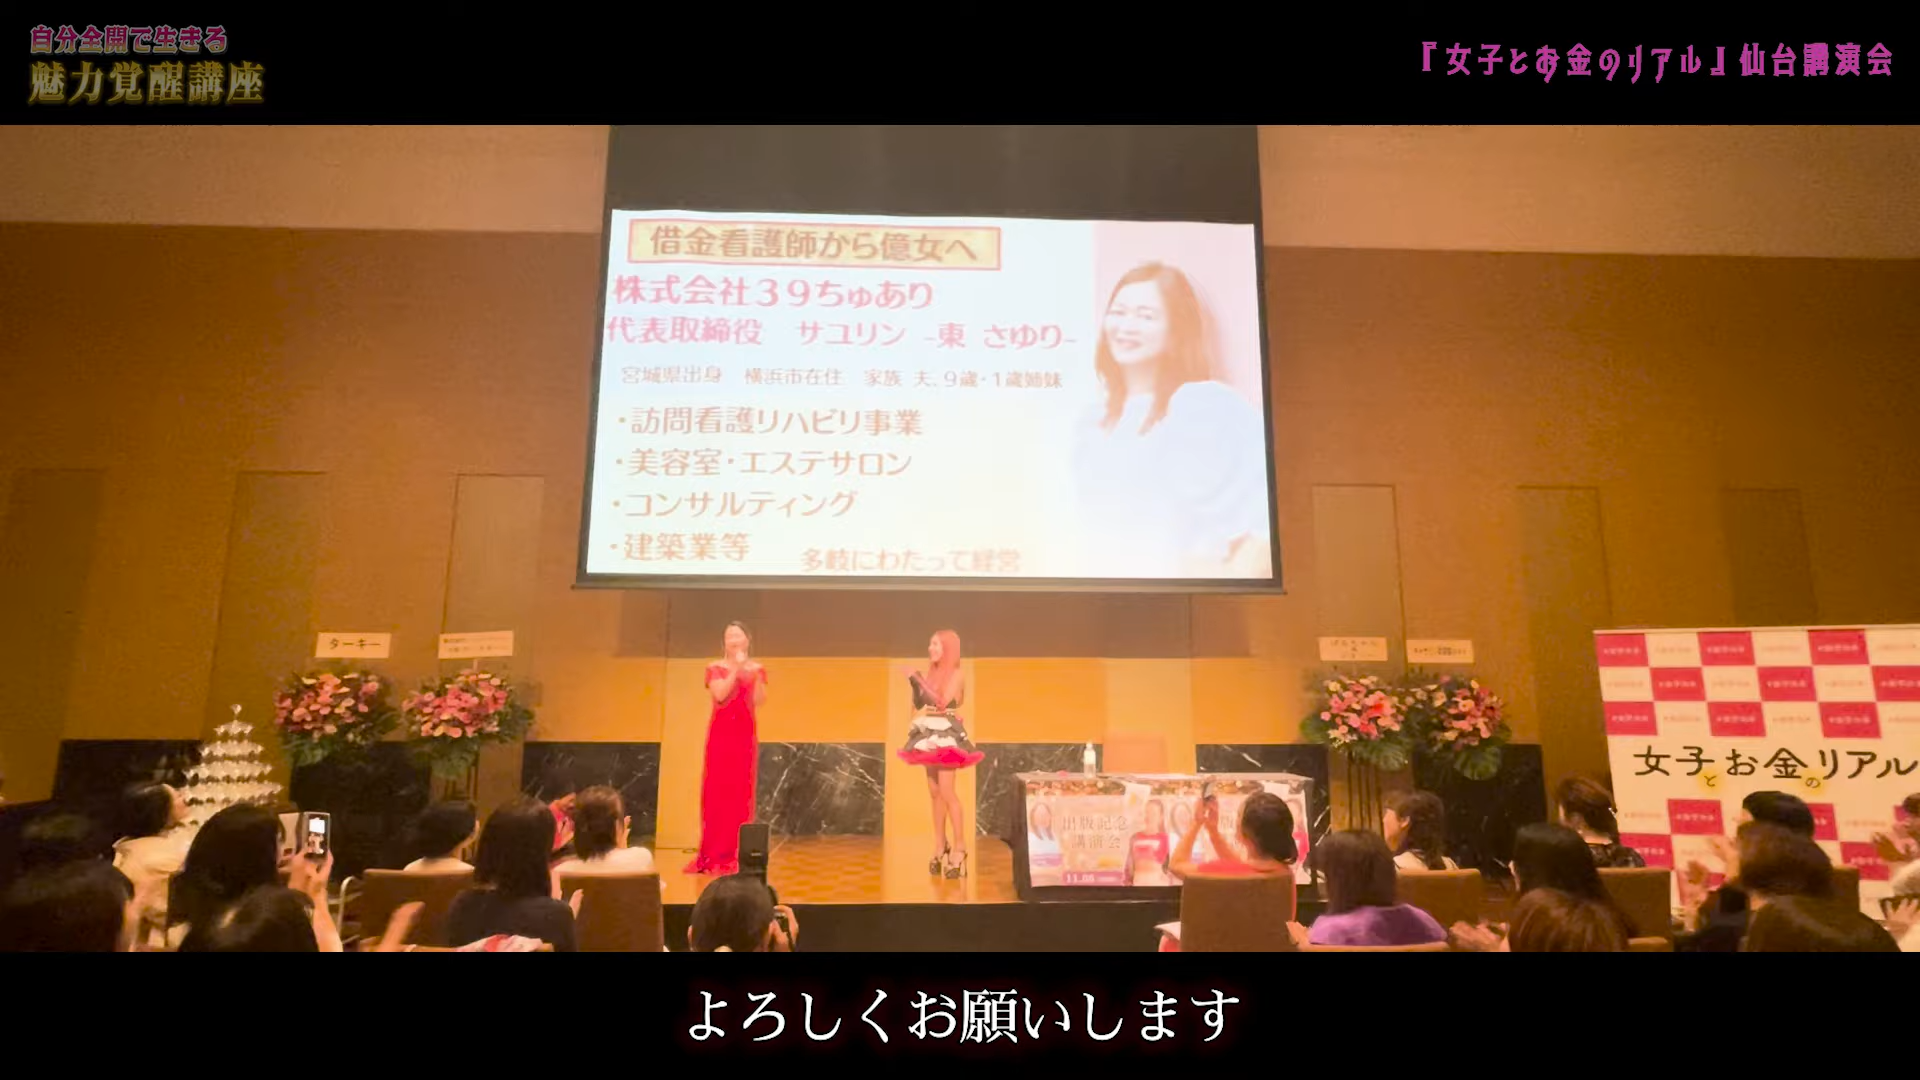 自分全開で生きる
魅力覚醒講座
『女子とお金のリアル』仙台講演会
借金看護師から億女へ
株式会社39ちゅあり
代表取締役　サユリン -東 さゆり-
宮城県出身　横浜市在住　家族 夫、9歳・1歳姉妹
・訪問看護リハビリ事業
・美容室・エステサロン
・コンサルティング
・建築業等　多岐にわたって経営
ターキー
女子とお金のリアル
出版記念
講演会
よろしくお願いします